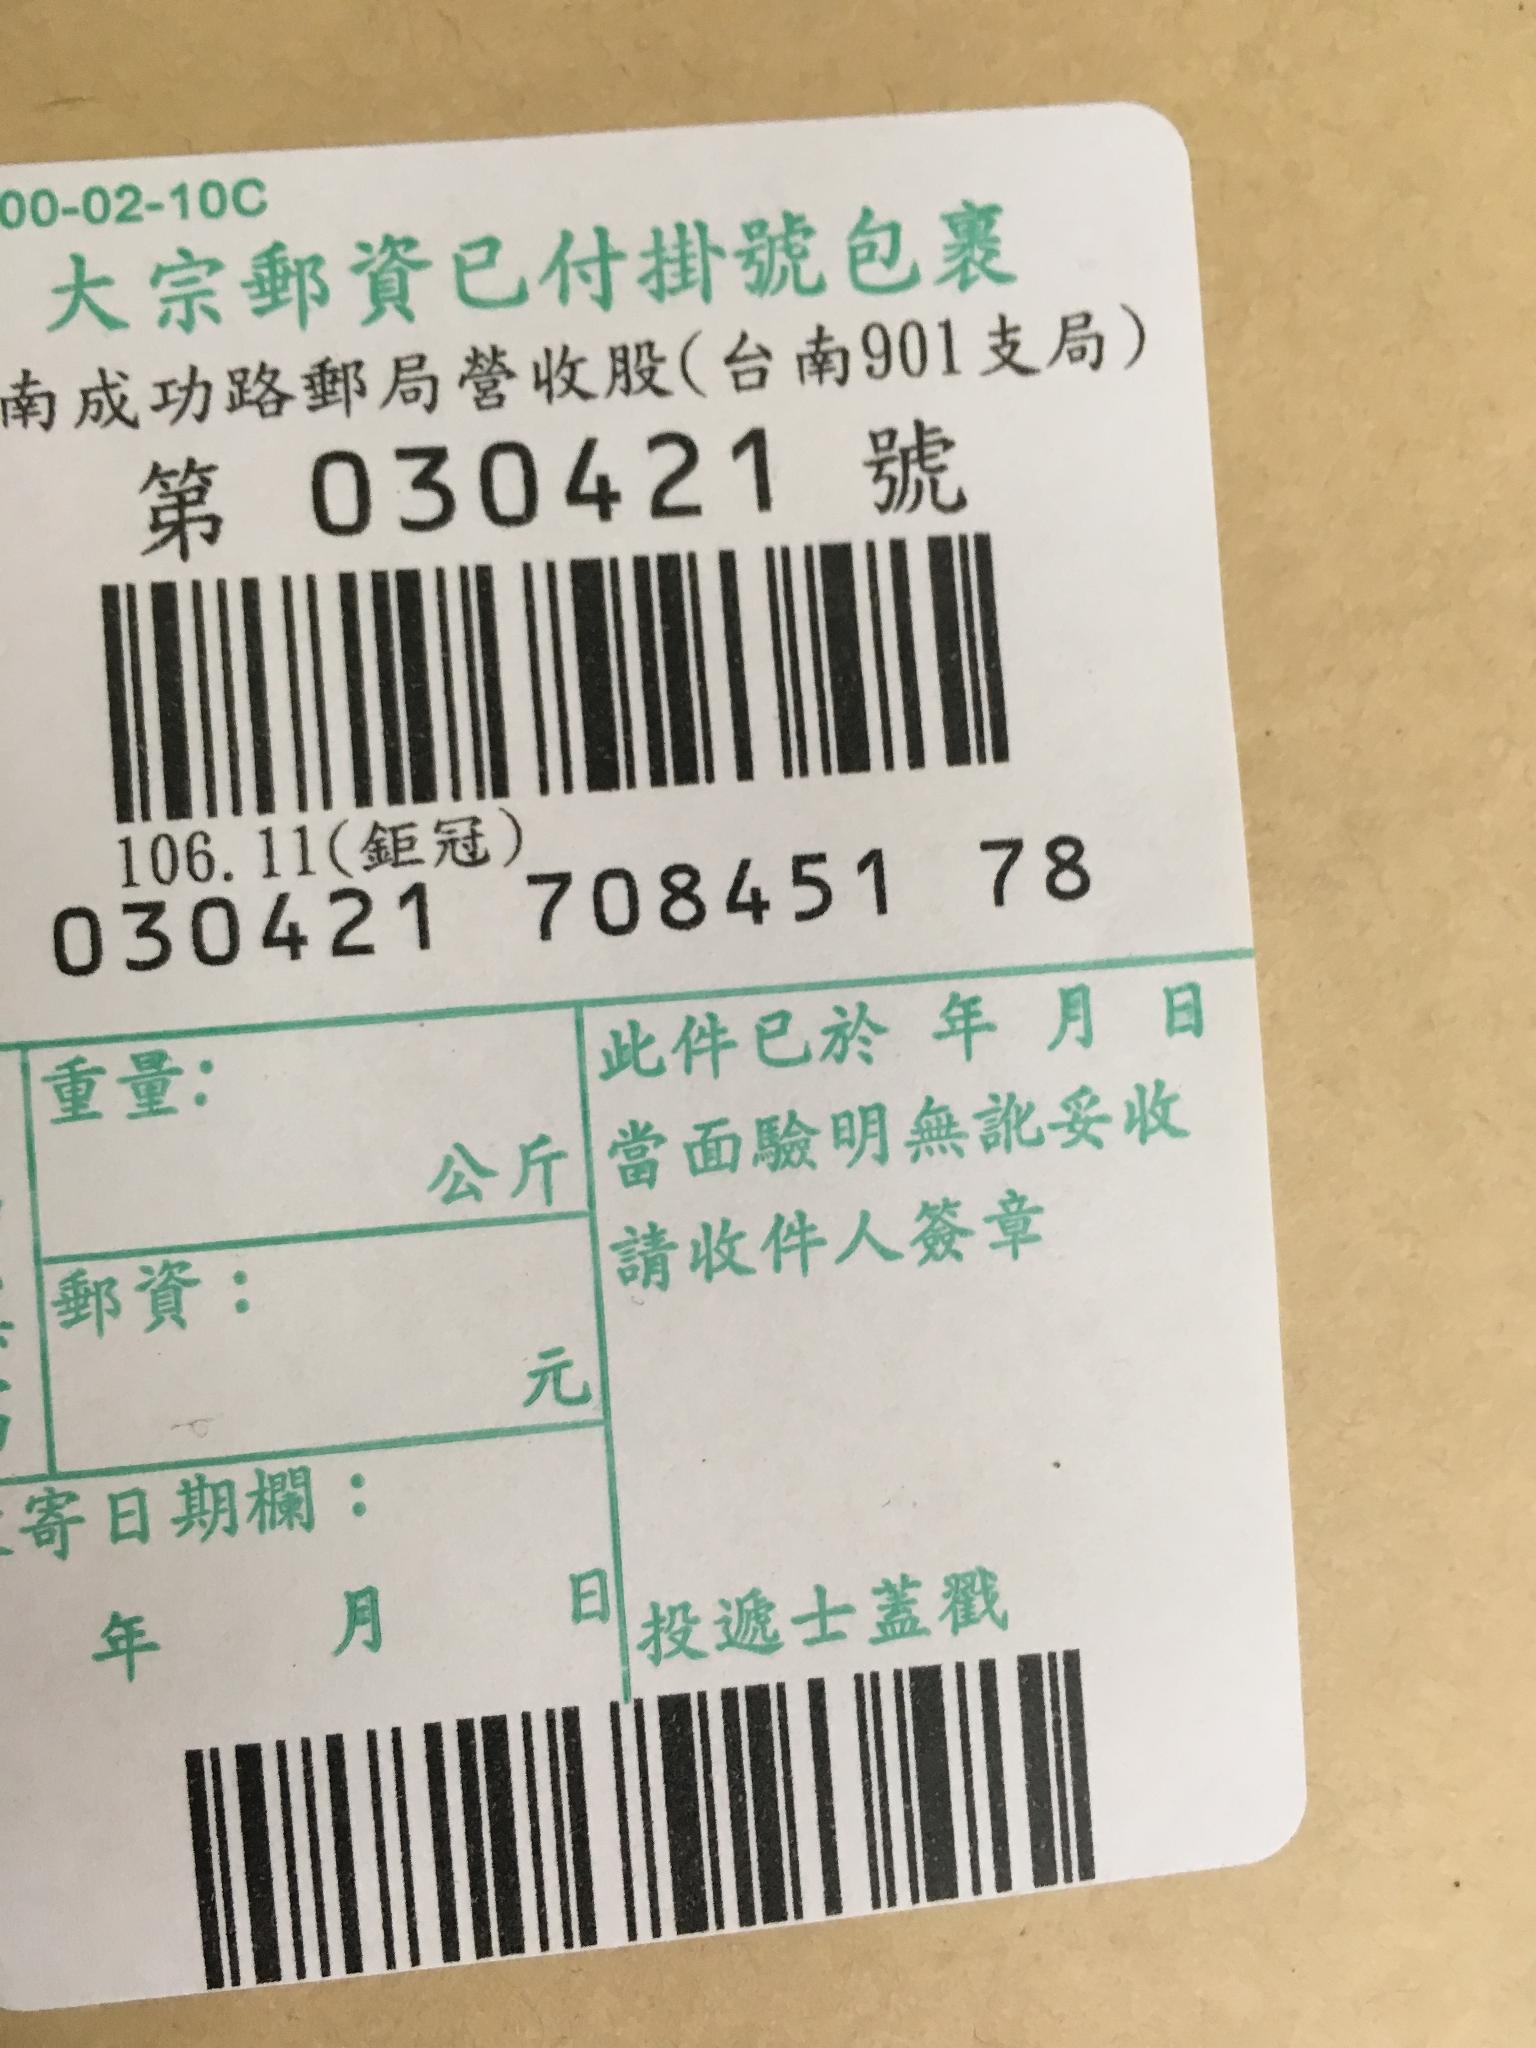 00-02-10C
大宗郵資已付掛號包裹
南成功路郵局營收股(台南901支局)
第 030421 號
106.11(鉅冠)
030421 708451 78
重量：
公斤
郵資：
元
寄日期欄：
年 月 日
此件已於 年 月 日
當面驗明無訛妥收
請收件人簽章
投遞士蓋戳